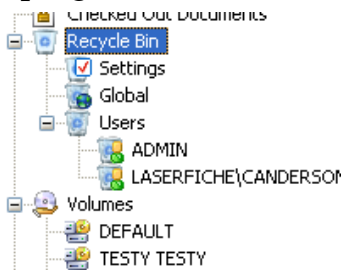 Checked Out Documents
Recycle Bin
Settings
Global
Users
ADMIN
LASERFICHE\CANDERSON
Volumes
DEFAULT
TESTY TESTY